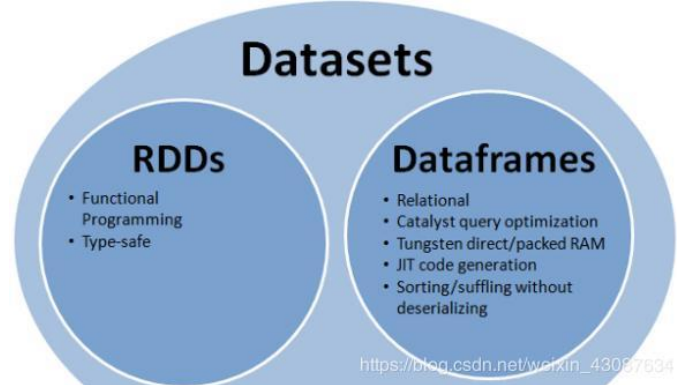 Datasets
RDDs
• Functional
Programming
• Type-safe
Dataframes
• Relational
• Catalyst query optimization
• Tungsten direct/packed RAM
• JIT code generation
• Sorting/suffling without
deserializing
https://blog.csdn.net/weixin_43087634